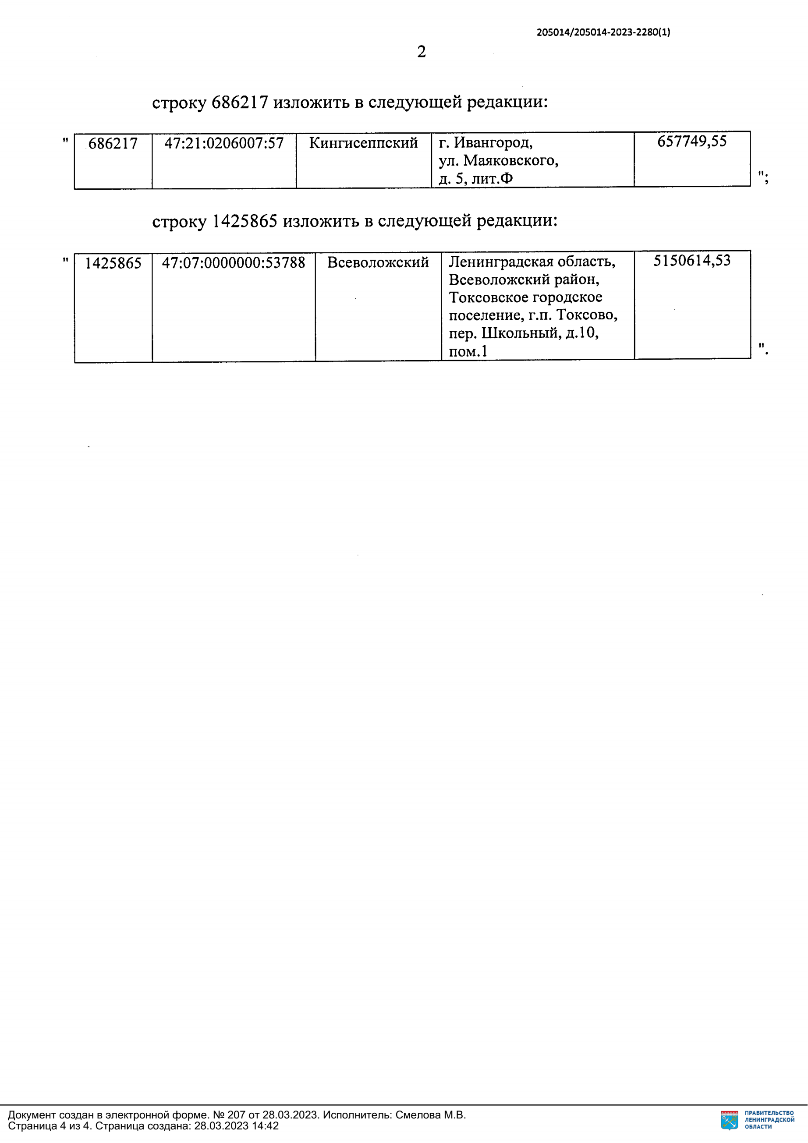 205014/205014-2023-2280(1)
2
строку 686217 изложить в следующей редакции:
" 686217 47:21:0206007:57 Кингисеппский г. Ивангород, 657749,55
ул. Маяковского,
д. 5, лит.Ф ";
строку 1425865 изложить в следующей редакции:
" 1425865 47:07:0000000:53788 Всеволожский Ленинградская область, 5150614,53
Всеволожский район,
Токсовское городское
поселение, г.п. Токсово,
пер. Школьный, д.10,
пом.1 ".
Документ создан в электронной форме. № 207 от 28.03.2023. Исполнитель: Смелова М.В.
Страница 4 из 4. Страница создана: 28.03.2023 14:42
ПРАВИТЕЛЬСТВО
ЛЕНИНГРАДСКОЙ
ОБЛАСТИ